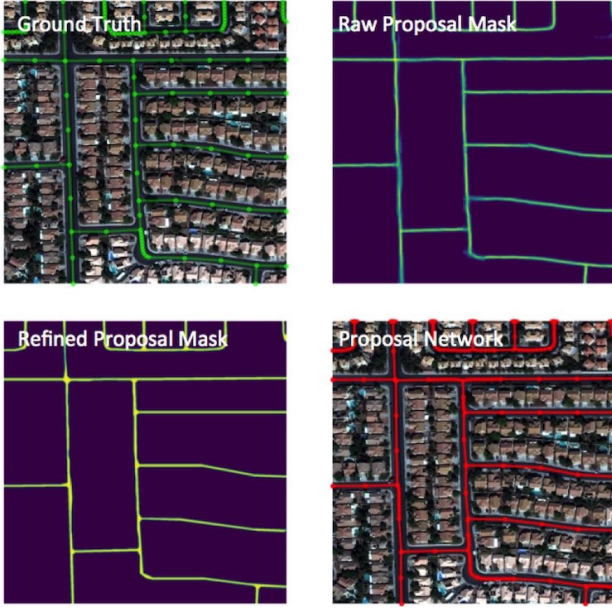 Ground Truth
Raw Proposal Mask
Refined Proposal Mask
Proposal Network